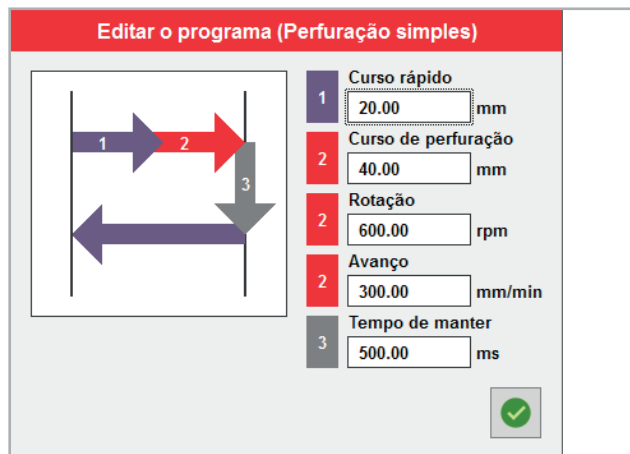 Editar o programa (Perfuração simples)
1 2
3
1 Curso rápido
20.00 mm
2 Curso de perfuração
40.00 mm
2 Rotação
600.00 rpm
2 Avanço
300.00 mm/min
3 Tempo de manter
500.00 ms